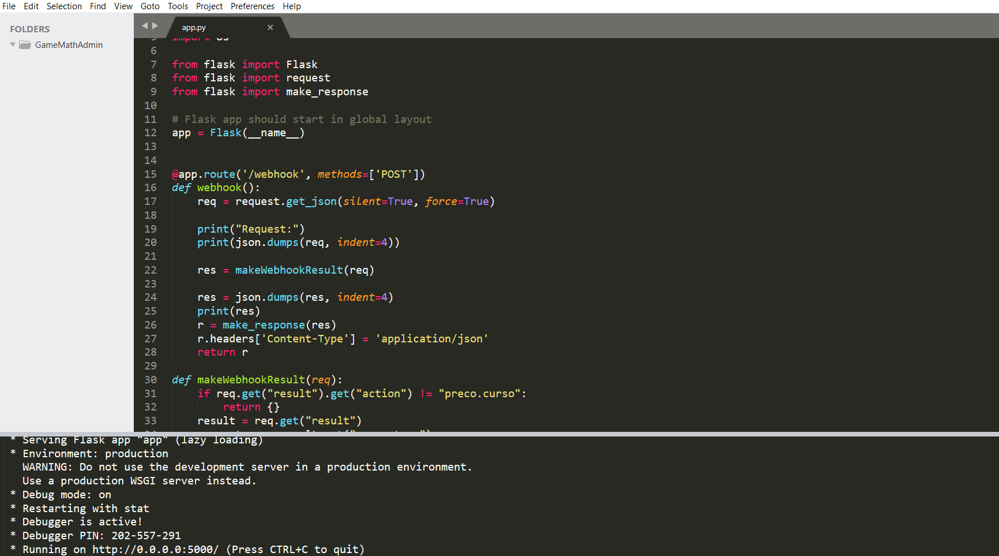 File Edit Selection Find View Goto Tools Project Preferences Help
FOLDERS
GameMathAdmin
app.py
5 import os
6
7 from flask import Flask
8 from flask import request
9 from flask import make_response
10
11 # Flask app should start in global layout
12 app = Flask(__name__)
13
14
15 @app.route('/webhook', methods=['POST'])
16 def webhook():
17     req = request.get_json(silent=True, force=True)
18
19     print("Request:")
20     print(json.dumps(req, indent=4))
21
22     res = makeWebhookResult(req)
23
24     res = json.dumps(res, indent=4)
25     print(res)
26     r = make_response(res)
27     r.headers['Content-Type'] = 'application/json'
28     return r
29
30 def makeWebhookResult(req):
31     if req.get("result").get("action") != "preco.curso":
32         return {}
33     result = req.get("result")
* Serving Flask app "app" (lazy loading)
* Environment: production
WARNING: Do not use the development server in a production environment.
Use a production WSGI server instead.
* Debug mode: on
* Restarting with stat
* Debugger is active!
* Debugger PIN: 202-557-291
* Running on http://0.0.0.0:5000/ (Press CTRL+C to quit)